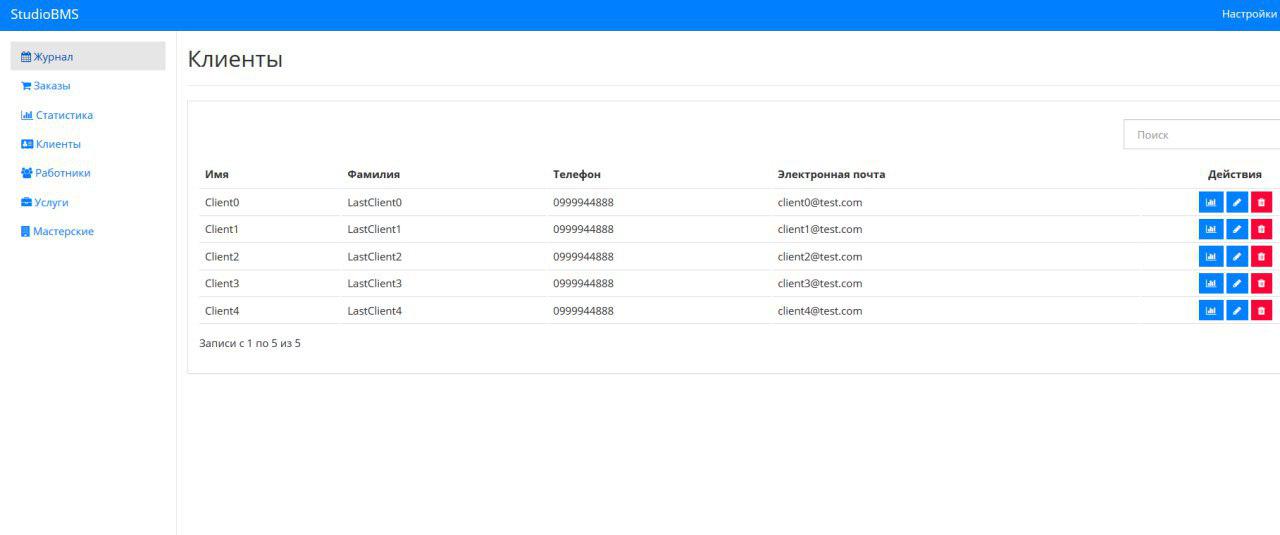 StudioBMS
Настройки
Журнал
Заказы
Статистика
Клиенты
Работники
Услуги
Мастерские
Клиенты
Поиск
Имя Фамилия Телефон Электронная почта Действия
Client0 LastClient0 0999944888 client0@test.com
Client1 LastClient1 0999944888 client1@test.com
Client2 LastClient2 0999944888 client2@test.com
Client3 LastClient3 0999944888 client3@test.com
Client4 LastClient4 0999944888 client4@test.com
Записи с 1 по 5 из 5